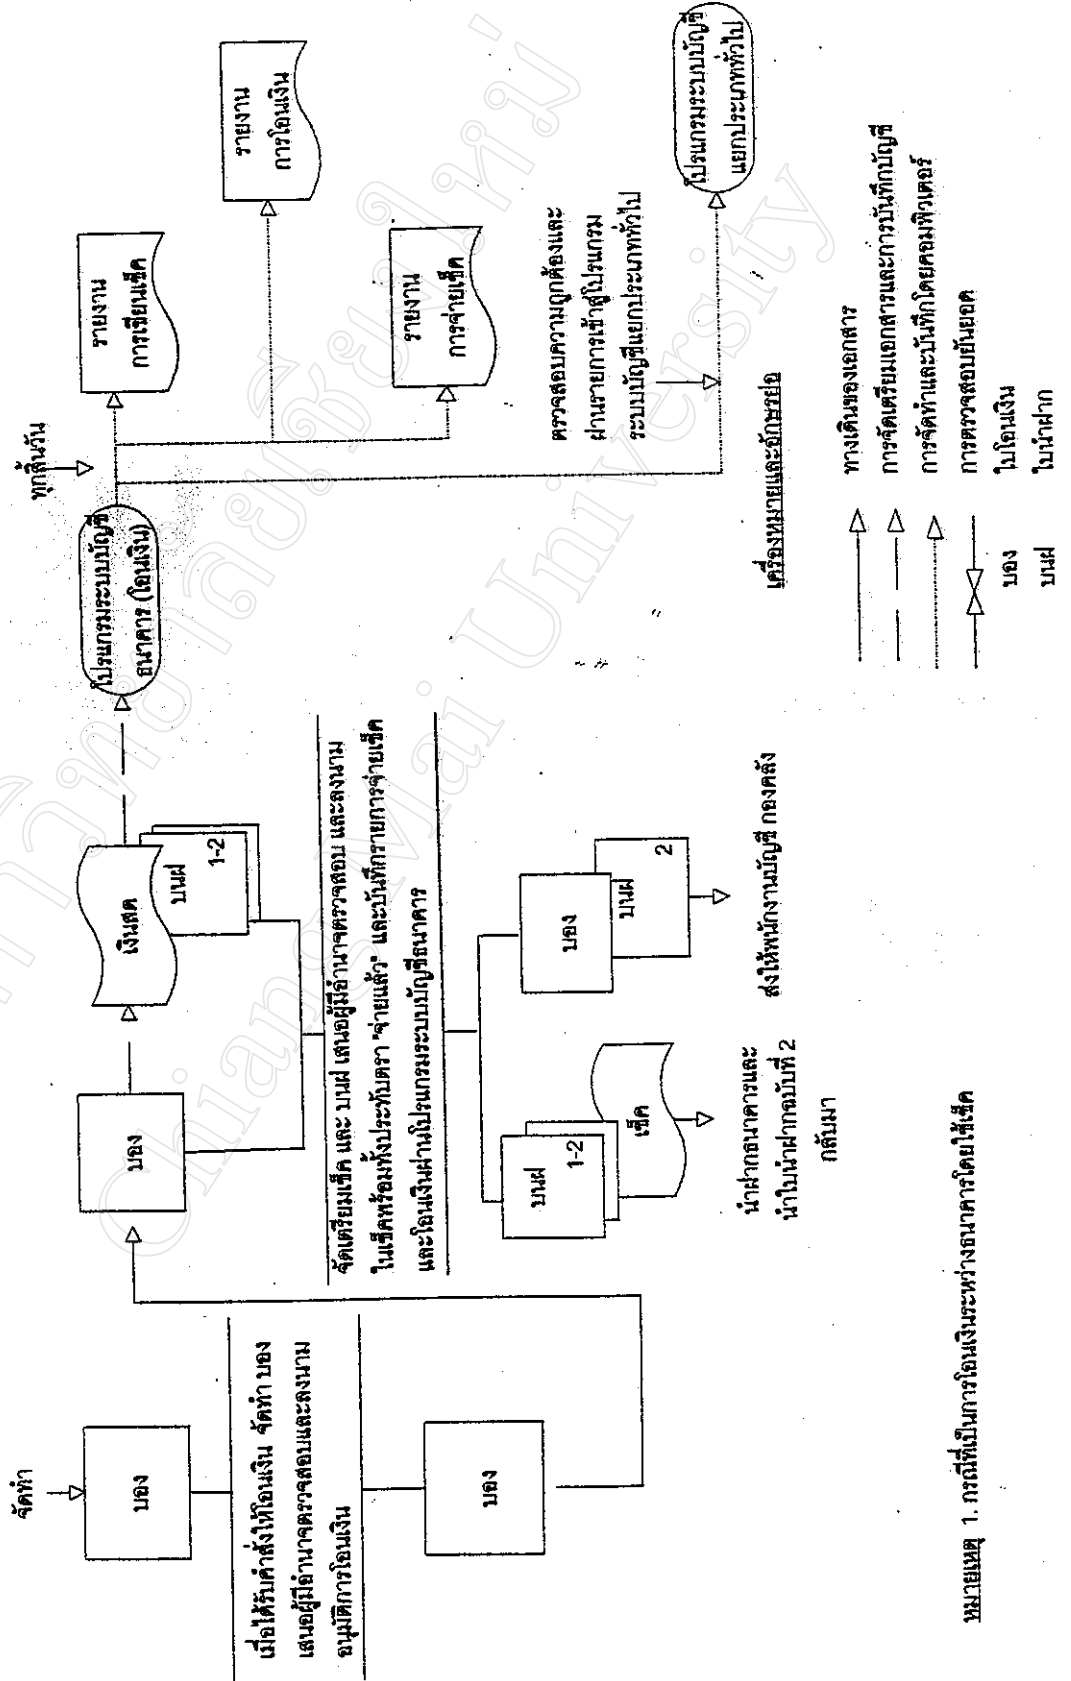 จัดทำ
บอง
เมื่อได้รับคำสั่งให้โอนเงิน จัดทำ บอง
เสนอผู้มีอำนาจตรวจสอบและลงนาม
อนุมัติการโอนเงิน
บอง
บอง
เงินสด
บนฝ
1-2
จัดเตรียมเช็ค และ บนฝ เสนอผู้มีอำนาจตรวจสอบ และลงนาม
ในเช็คพร้อมทั้งประทับตรา "จ่ายแล้ว" และบันทึกรายการจ่ายเช็ค
และโอนเงินผ่านโปรแกรมระบบบัญชีธนาคาร
บนฝ
1-2
เช็ค
นำฝากธนาคารและ
นำใบนำฝากฉบับที่ 2
กลับมา
บอง
บนฝ
2
ส่งให้พนักงานบัญชี กองคลัง
โปรแกรมระบบบัญชี
ธนาคาร (โอนเงิน)
ทุกสิ้นวัน
รายงาน
การเขียนเช็ค
รายงาน
การโอนเงิน
รายงาน
การจ่ายเช็ค
ตรวจสอบความถูกต้องและ
ผ่านรายการเข้าสู่โปรแกรม
ระบบบัญชีแยกประเภททั่วไป
โปรแกรมระบบบัญชี
แยกประเภททั่วไป
เครื่องหมายและอักษรย่อ
ทางเดินของเอกสาร
การจัดเตรียมเอกสารและการบันทึกบัญชี
การจัดทำและบันทึกโดยคอมพิวเตอร์
การตรวจสอบยันยอด
บอง ใบโอนเงิน
บนฝ ใบนำฝาก
หมายเหตุ 1. กรณีที่เป็นการโอนเงินระหว่างธนาคารโดยใช้เช็ค
Chiang Mai University